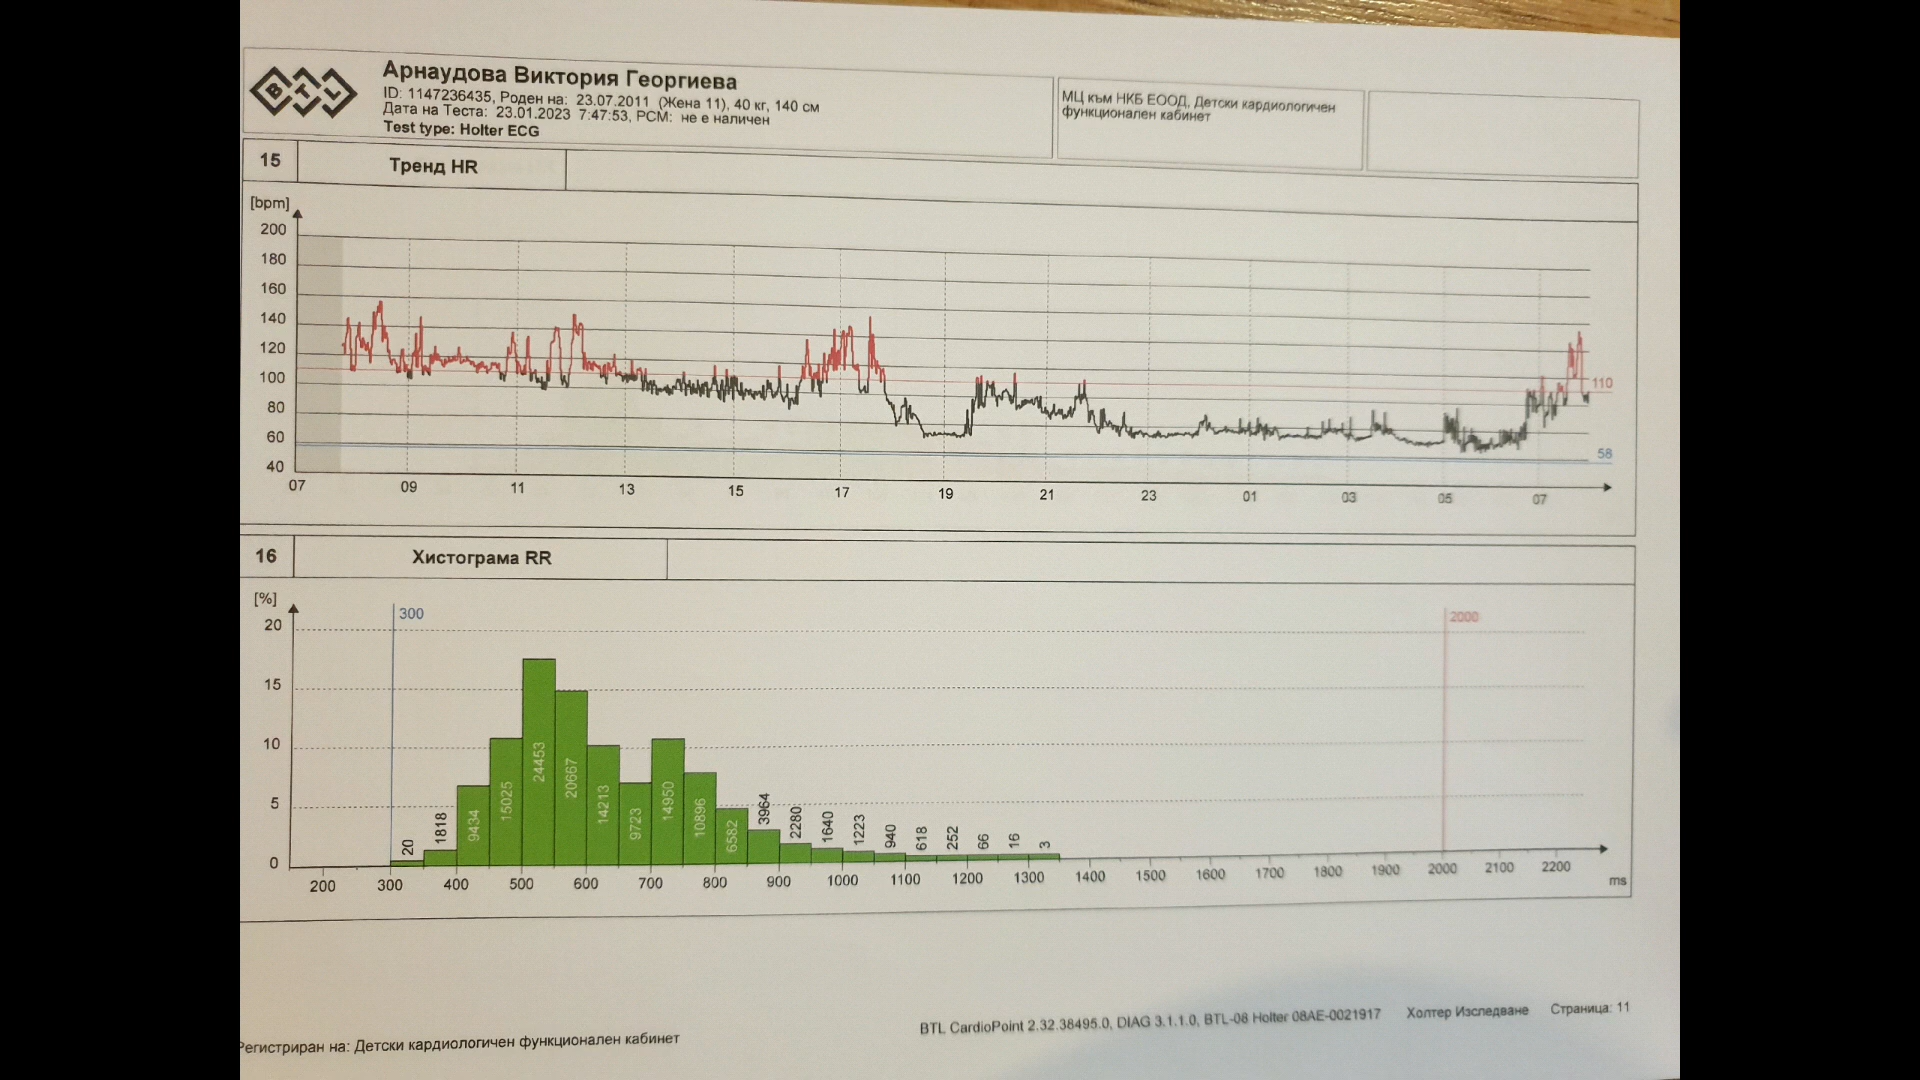 BTL
Арнаудова Виктория Георгиева
ID: 1147236435, Роден на: 23.07.2011 (Жена 11), 40 кг, 140 см
Дата на Теста: 23.01.2023 7:47:53, PCM: не е наличен
Test type: Holter ECG
МЦ към НКБ ЕООД, Детски кардиологичен
функционален кабинет
15 Тренд HR
[bpm]
200
180
160
140
120
100
80
60
40
110
58
07 09 11 13 15 17 19 21 23 01 03 05 07
16 Хистограма RR
[%]
300 2000
20
15
10
5
0
20 1818 9434 15025 24453 20667 14213 9723 14950 10896 6582 3964 2280 1640 1223 940 618 252 66 16 3
200 300 400 500 600 700 800 900 1000 1100 1200 1300 1400 1500 1600 1700 1800 1900 2000 2100 2200
ms
BTL CardioPoint 2.32.38495.0, DIAG 3.1.1.0, BTL-08 Holter 08AE-0021917 Холтер Изследване Страница: 11
Регистриран на: Детски кардиологичен функционален кабинет